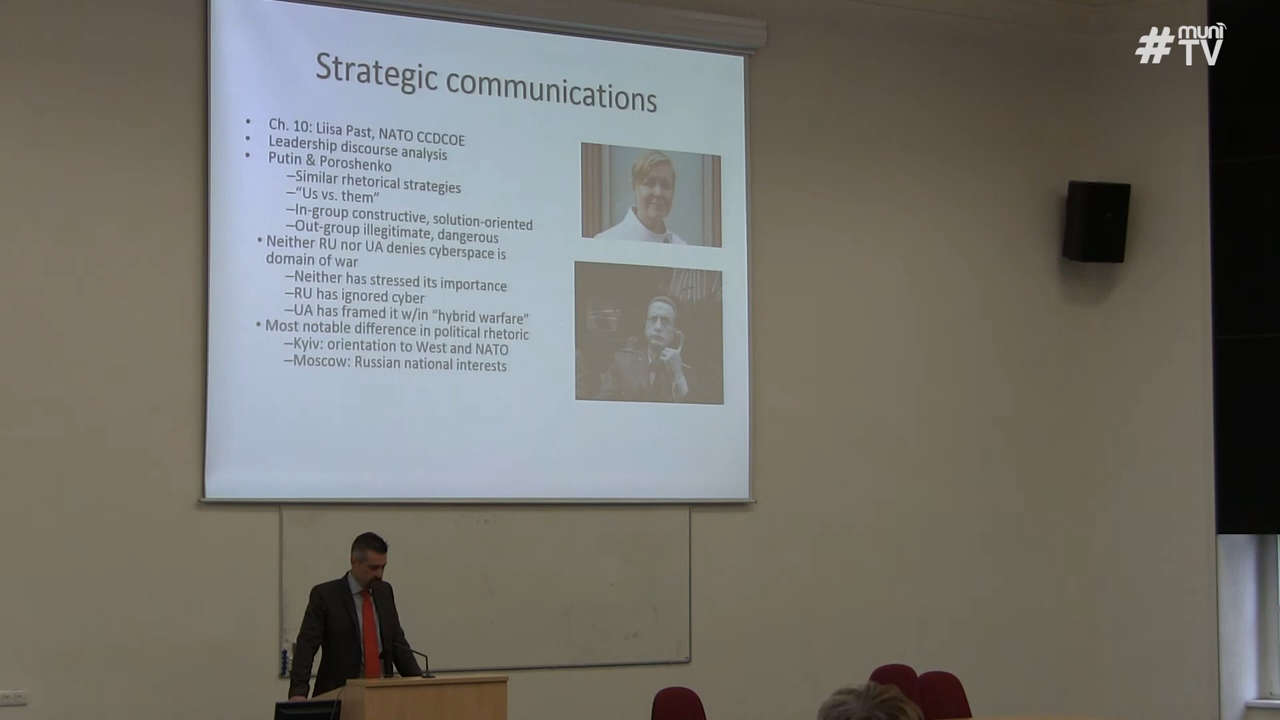 #muni TV
Strategic communications
• Ch. 10: Liisa Past, NATO CCDCOE
• Leadership discourse analysis
• Putin & Poroshenko
–Similar rhetorical strategies
–“Us vs. them”
–In-group constructive, solution-oriented
–Out-group illegitimate, dangerous
• Neither RU nor UA denies cyberspace is
domain of war
–Neither has stressed its importance
–RU has ignored cyber
–UA has framed it w/in “hybrid warfare”
• Most notable difference in political rhetoric
–Kyiv: orientation to West and NATO
–Moscow: Russian national interests